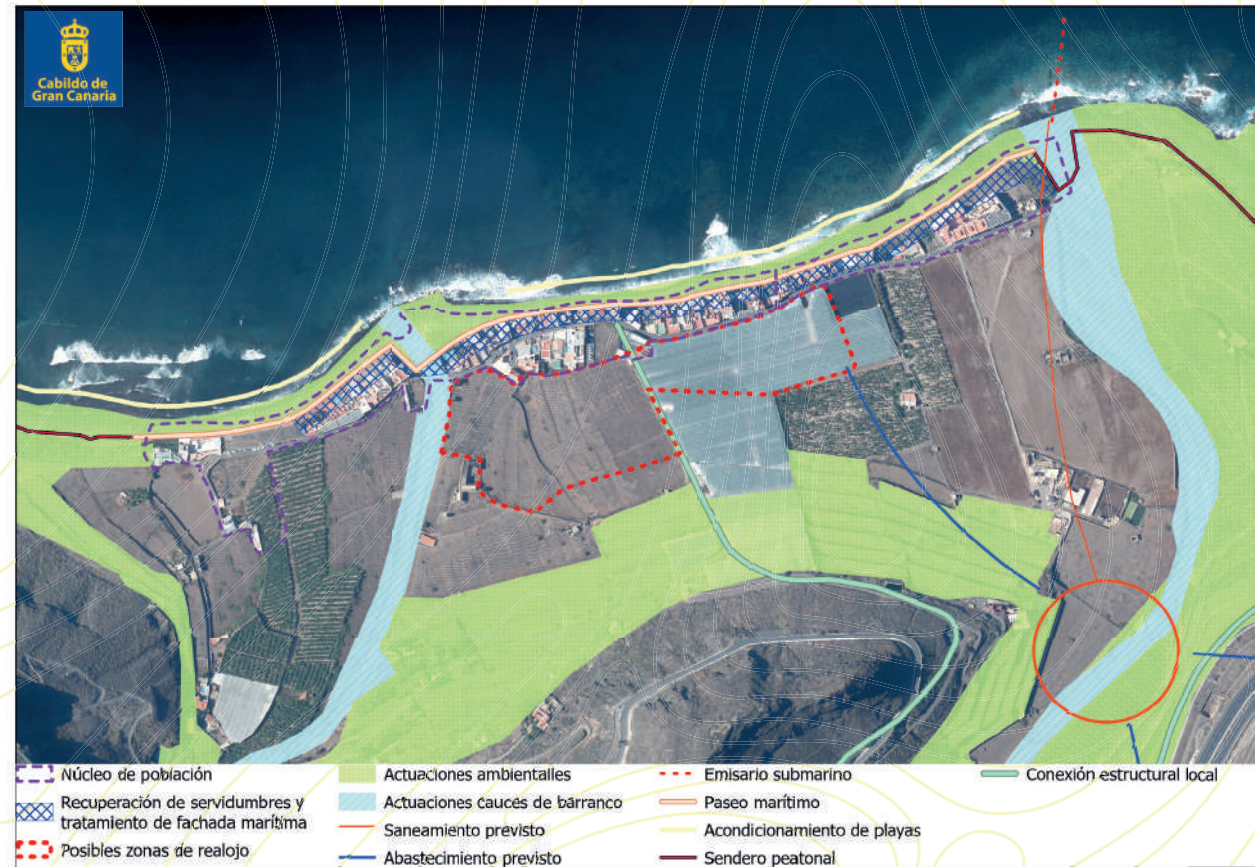 Cabildo de
Gran Canaria
Núcleo de población
Recuperación de servidumbres y
tratamiento de fachada marítima
Posibles zonas de realojo
Actuaciones ambientalles
Actuaciones cauces de barranco
Saneamiento previsto
Abastecimiento previsto
Emisario submarino
Paseo marítimo
Acondicionamiento de playas
Sendero peatonal
Conexión estructural local